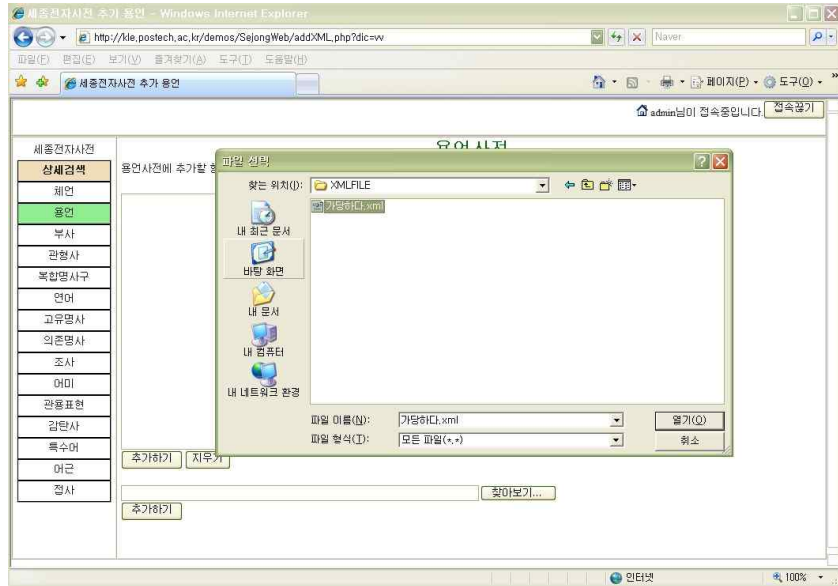 세종전자사전 추가 용언 - Windows Internet Explorer
http://kle.postech.ac.kr/demos/SejongWeb/addXML.php?dic=vv
Naver
파일(F) 편집(E) 보기(V) 즐겨찾기(A) 도구(T) 도움말(H)
세종전자사전 추가 용언
페이지(P) 도구(O) »
admin님이 접속중입니다. 접속끊기
세종전자사전
상세검색
체언
용언
부사
관형사
복합명사구
연어
고유명사
의존명사
조사
어미
관용표현
감탄사
특수어
어근
접사
용언사전
용언사전에 추가할
파일 선택
찾는 위치(I): XMLFILE
가당하다.xml
내 최근 문서
바탕 화면
내 문서
내 컴퓨터
내 네트워크 환경
파일 이름(N): 가당하다.xml 열기(O)
파일 형식(T): 모든 파일(*.*) 취소
추가하기 지우기
찾아보기...
추가하기
인터넷 100%